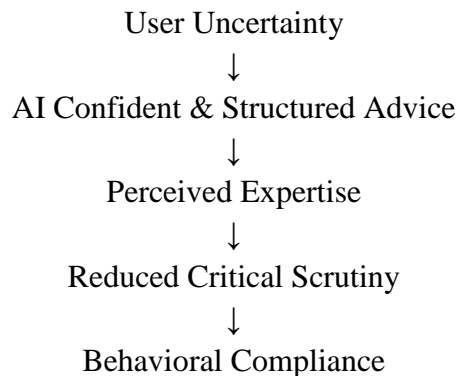 User Uncertainty
↓
AI Confident & Structured Advice
↓
Perceived Expertise
↓
Reduced Critical Scrutiny
↓
Behavioral Compliance